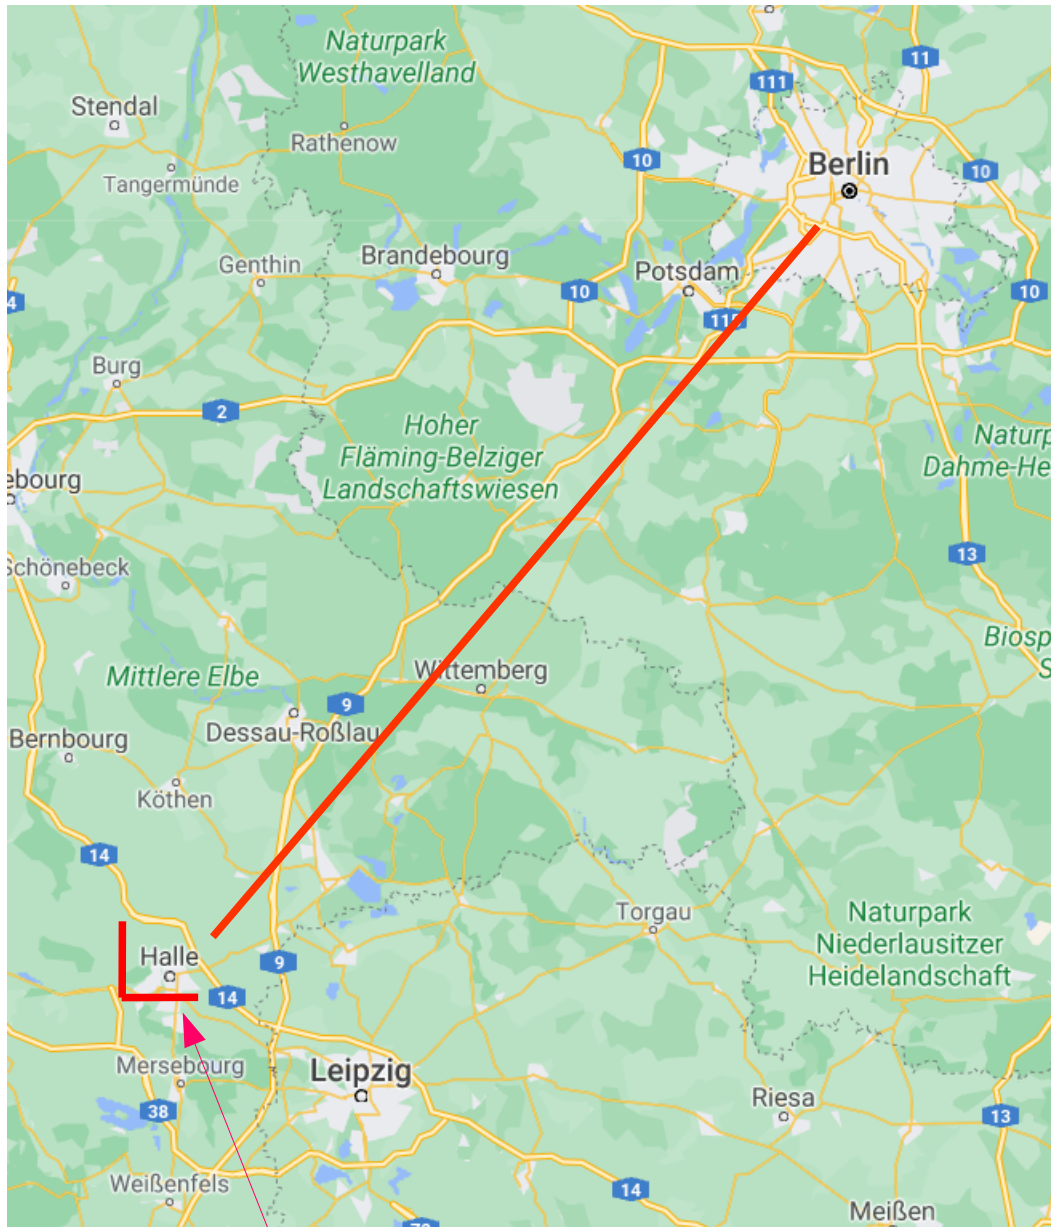 Naturpark
Westhavelland
11
111
Stendal
Rathenow
10
Berlin
10
Tangermünde
Brandebourg
Genthin
Potsdam
10
10
4
115
Burg
2
Hoher
Fläming-Belziger
Landschaftswiesen
Naturp
Dahme-He
ebourg
13
Schönebeck
Biosp
S
Mittlere Elbe
Wittemberg
9
Dessau-Roßlau
Bernbourg
Köthen
14
Torgau
Naturpark
Niederlausitzer
Heidelandschaft
Halle
9
14
Mersebourg
Leipzig
Riesa
38
13
Weißenfels
14
Meißen